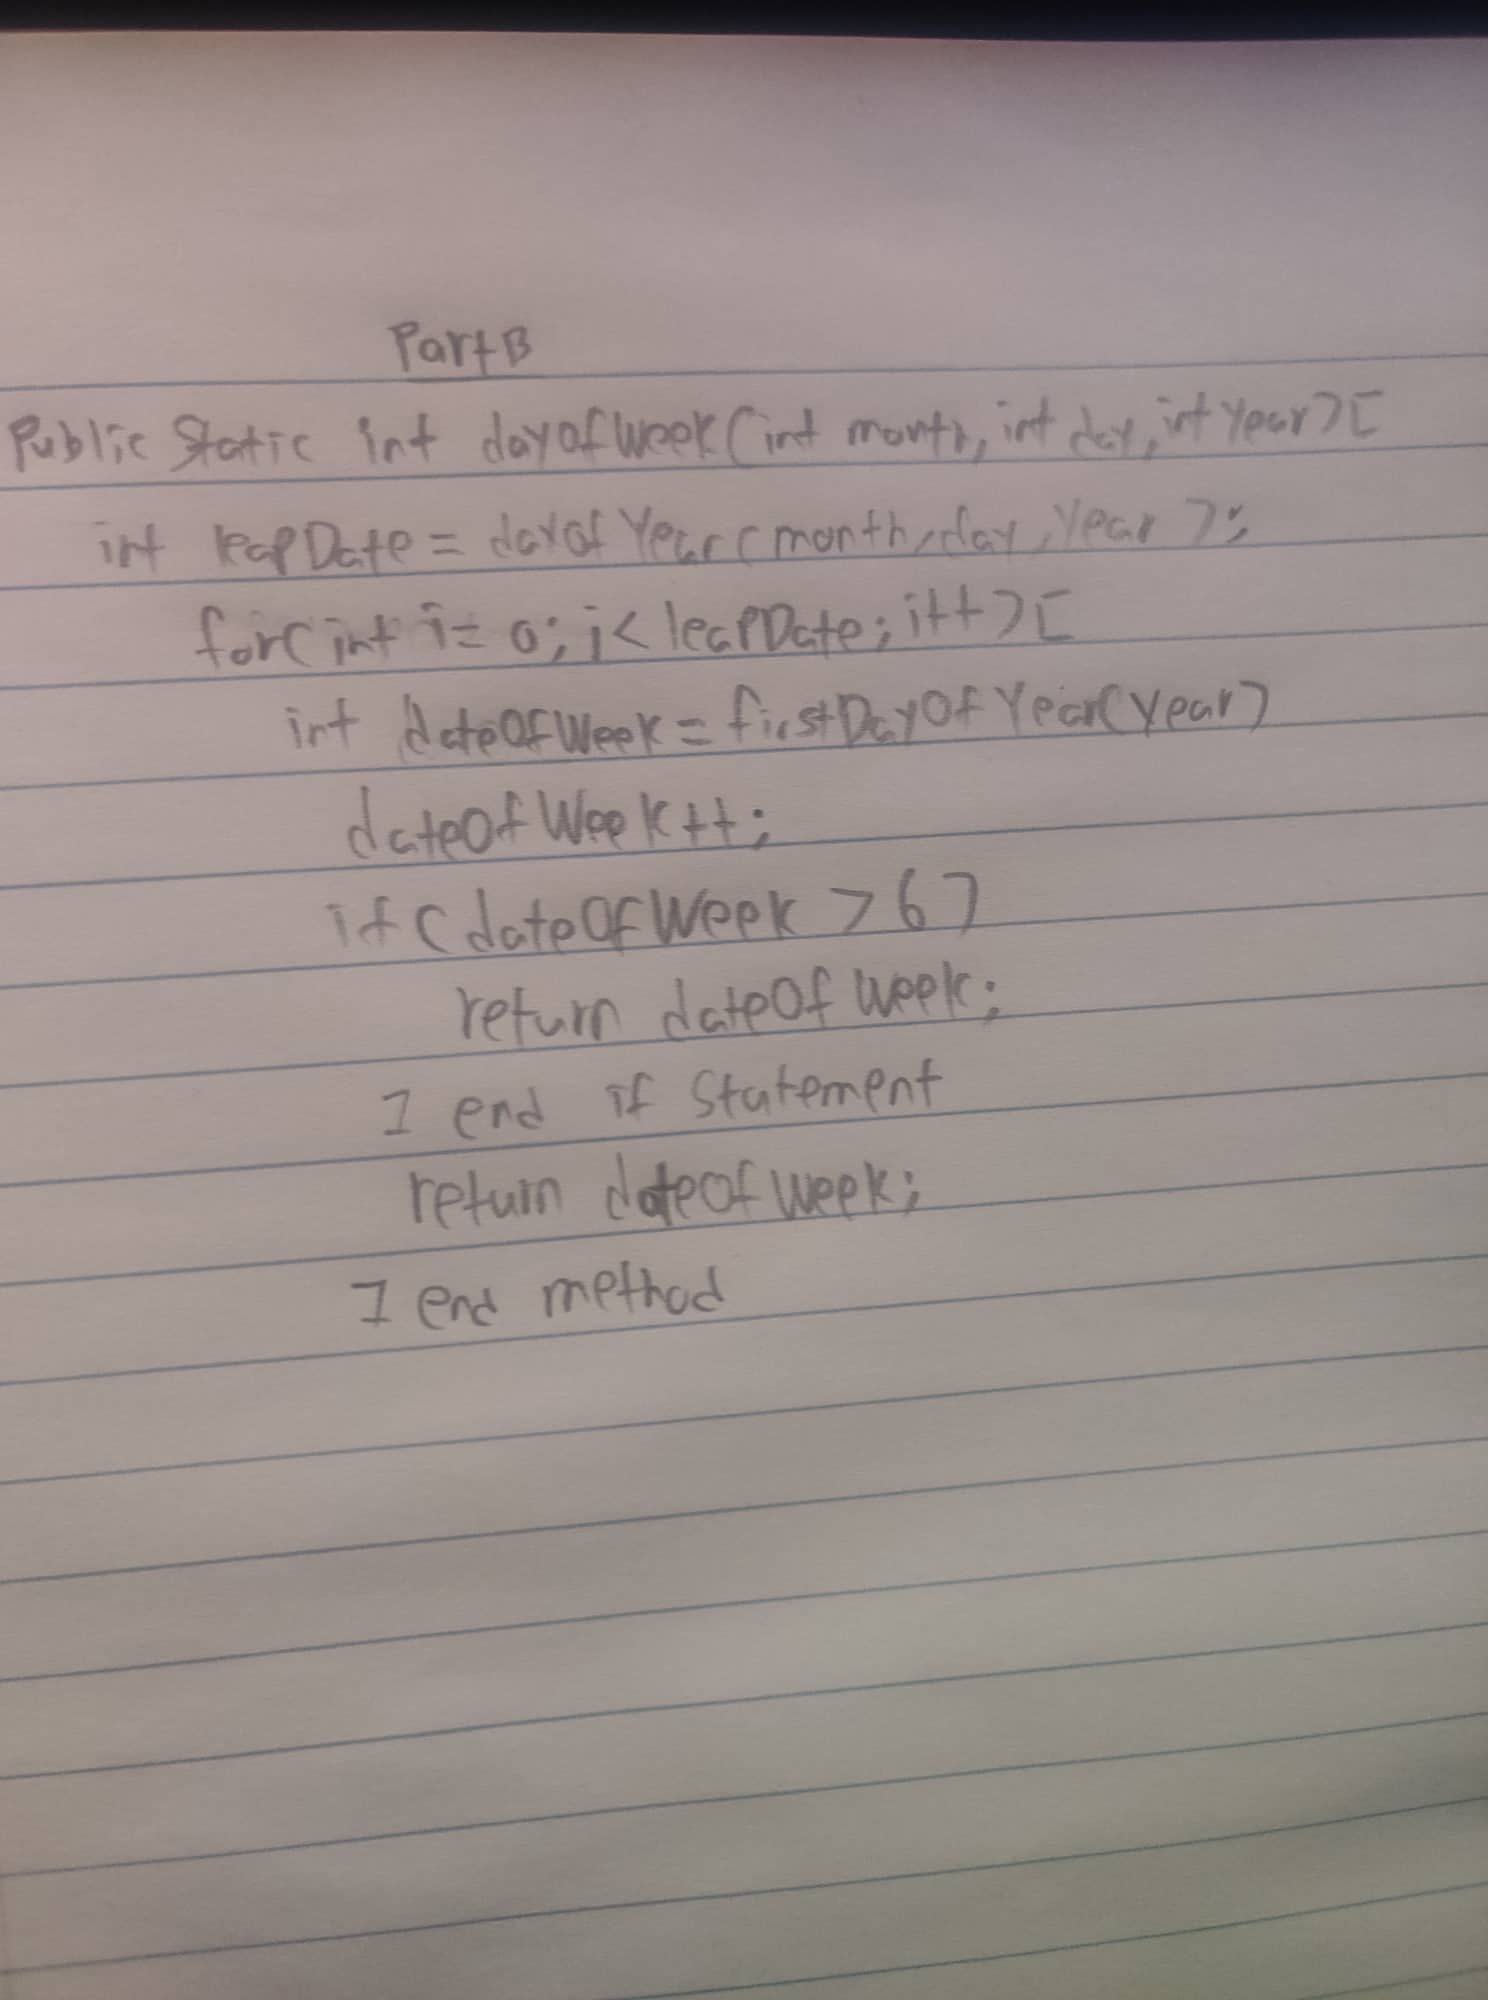 Part B
Public Static int dayofweek(int month, int day, int year)[
int leapDate = dayof Year(month, day, year);
for(int i = 0; i < leapDate; i++)[
int dateOfWeek = firstDayOf Year(year)
dateOf Week++;
if(dateOfWeek > 6)
return dateOf week;
] end if Statement
return dateof week;
] end method